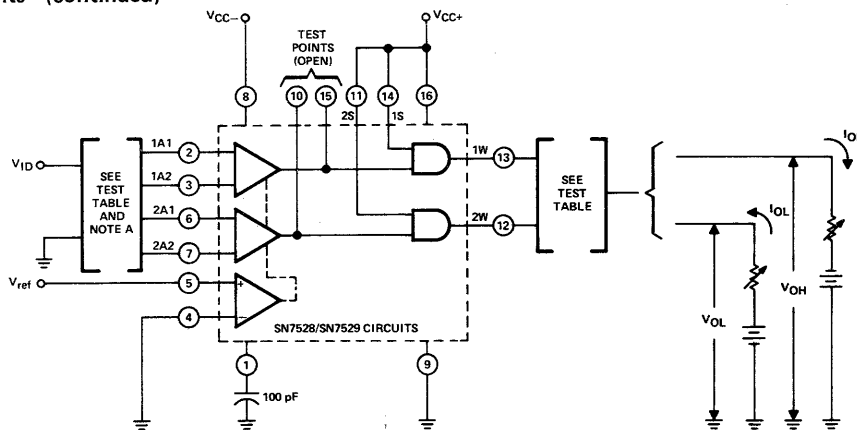 (continued)
VCC–
VCC+
TEST
POINTS
(OPEN)
8
10
15
11
14
16
2S
1S
VID
SEE
TEST
TABLE
AND
NOTE A
1A1
2
1A2
3
2A1
6
2A2
7
Vref
5
+
4
–
1W
13
2W
12
SEE
TEST
TABLE
IOL
VOL
VOH
SN7528/SN7529 CIRCUITS
1
100 pF
9